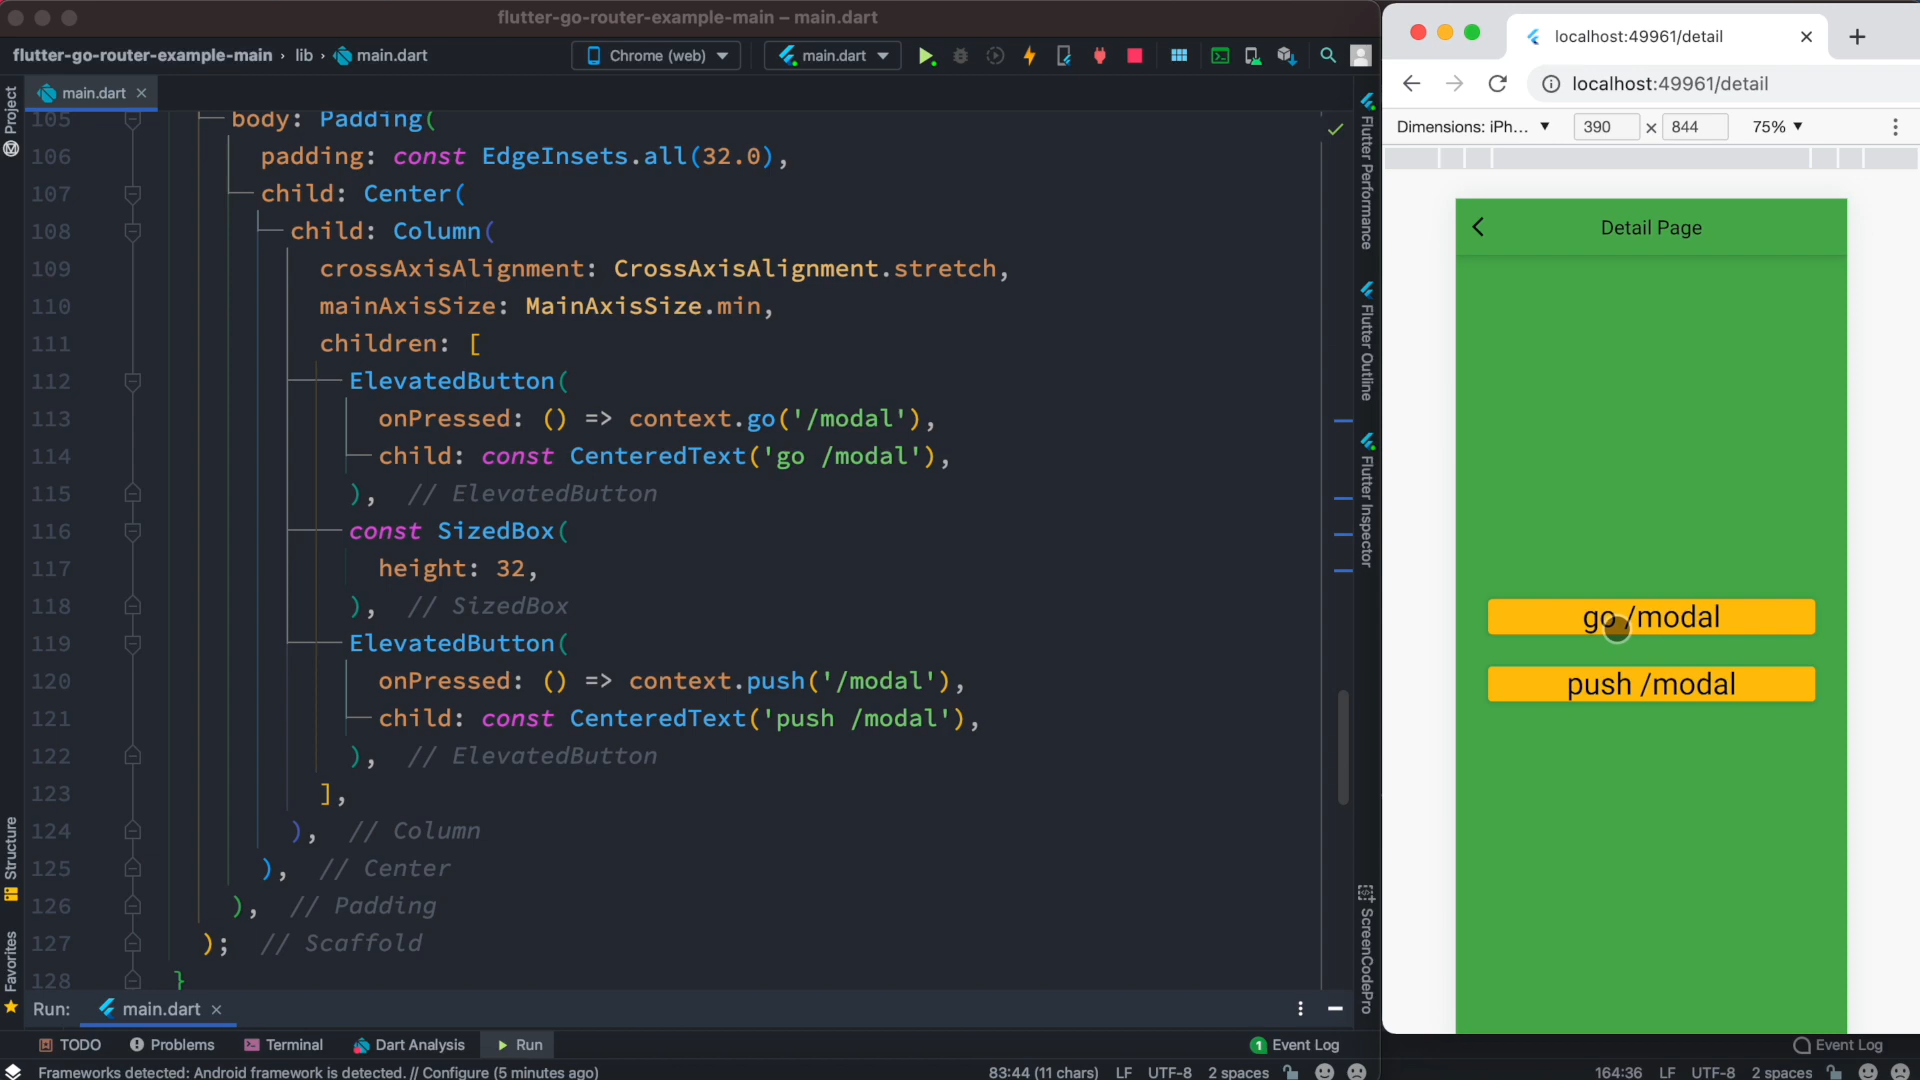 flutter-go-router-example-main – main.dart
flutter-go-router-example-main › lib › main.dart
Chrome (web)
main.dart
main.dart
Project
Structure
Favorites
105 body: Padding(
106 padding: const EdgeInsets.all(32.0),
107 child: Center(
108 child: Column(
109 crossAxisAlignment: CrossAxisAlignment.stretch,
110 mainAxisSize: MainAxisSize.min,
111 children: [
112 ElevatedButton(
113 onPressed: () => context.go('/modal'),
114 child: const CenteredText('go /modal'),
115 ), // ElevatedButton
116 const SizedBox(
117 height: 32,
118 ), // SizedBox
119 ElevatedButton(
120 onPressed: () => context.push('/modal'),
121 child: const CenteredText('push /modal'),
122 ), // ElevatedButton
123 ],
124 ), // Column
125 ), // Center
126 ), // Padding
127 ); // Scaffold
128 }
Flutter Performance
Flutter Outline
Flutter Inspector
ScreenCodePro
Run: main.dart
TODO Problems Terminal Dart Analysis Run
1 Event Log
Frameworks detected: Android framework is detected. // Configure (5 minutes ago)
83:44 (11 chars) LF UTF-8 2 spaces
localhost:49961/detail
localhost:49961/detail
Dimensions: iPh... 390 × 844 75%
Detail Page
go /modal
push /modal
Event Log
164:36 LF UTF-8 2 spaces